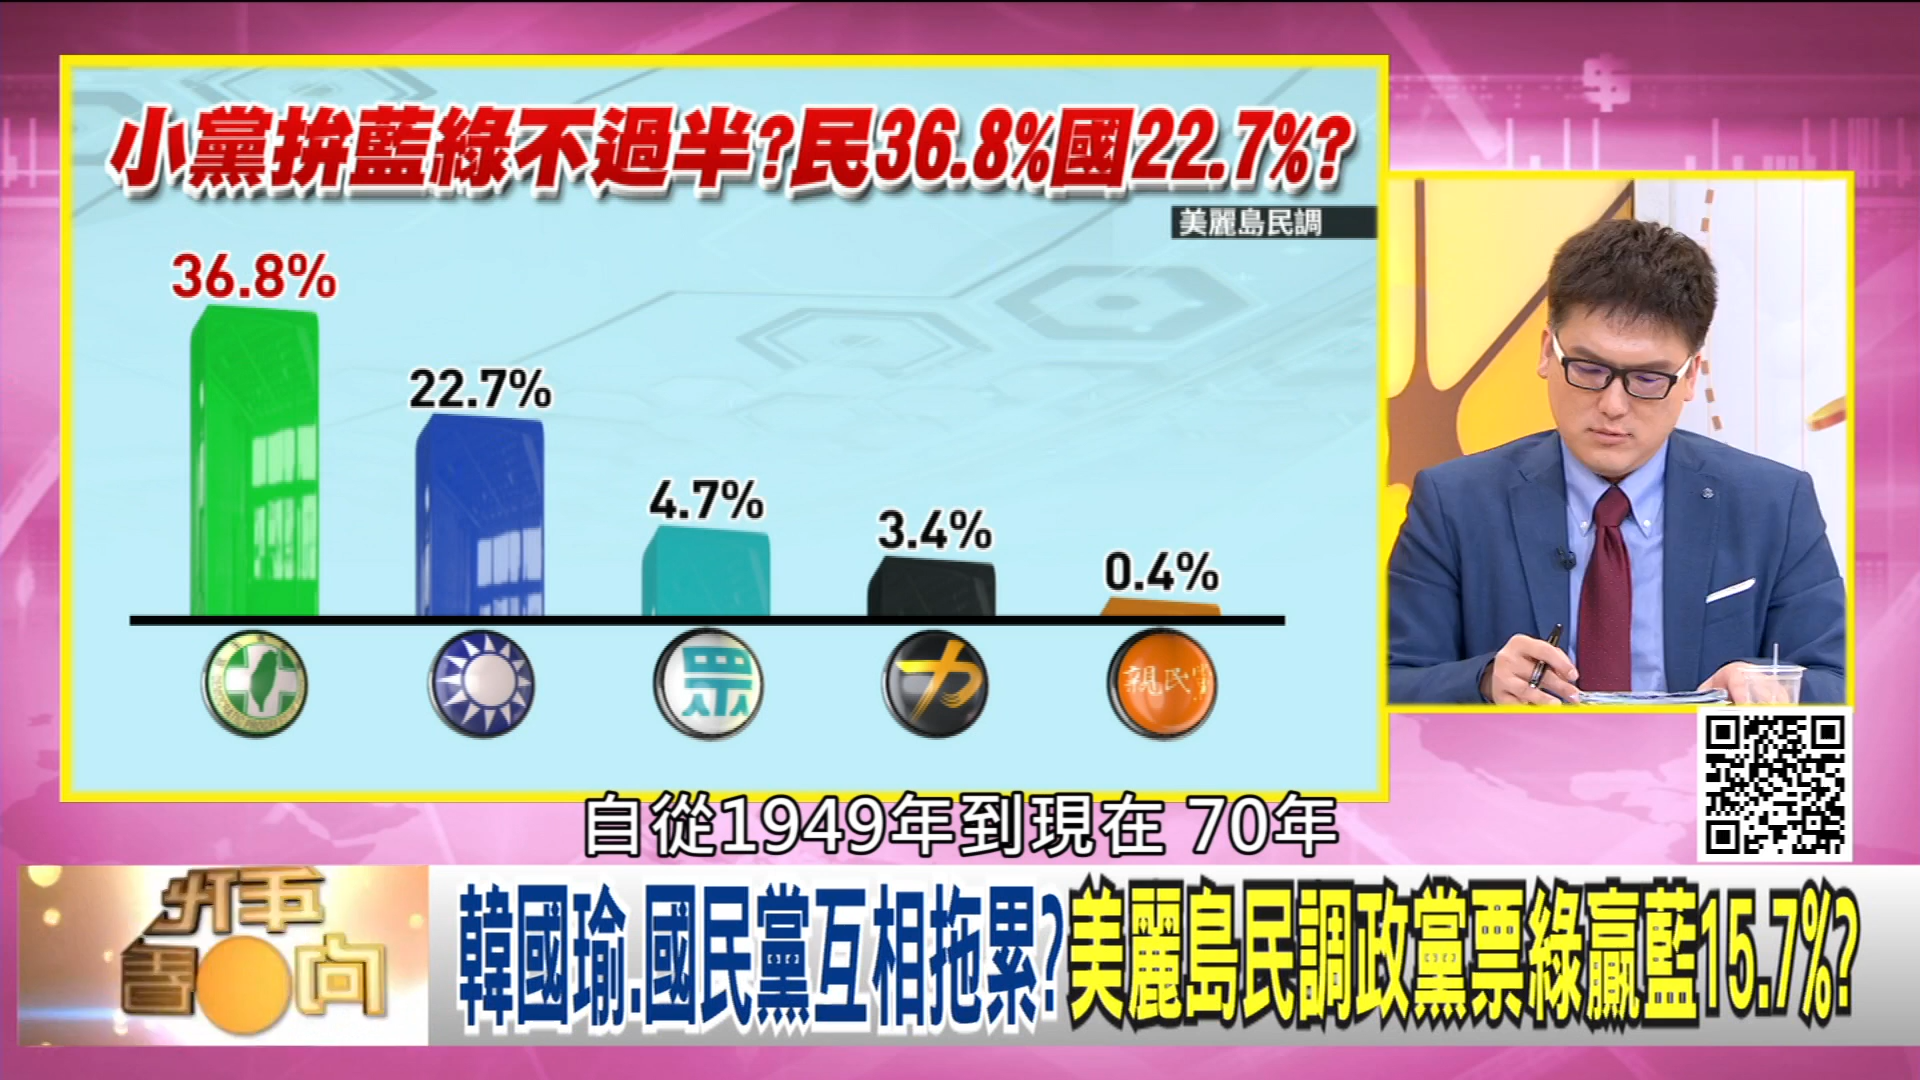 小黨拚藍綠不過半?民36.8%國22.7%?
美麗島民調
36.8%
22.7%
4.7%
3.4%
0.4%
眾
力
親民黨
自從1949年到現在 70年
韓國瑜.國民黨互相拖累?美麗島民調政黨票綠贏藍15.7%?